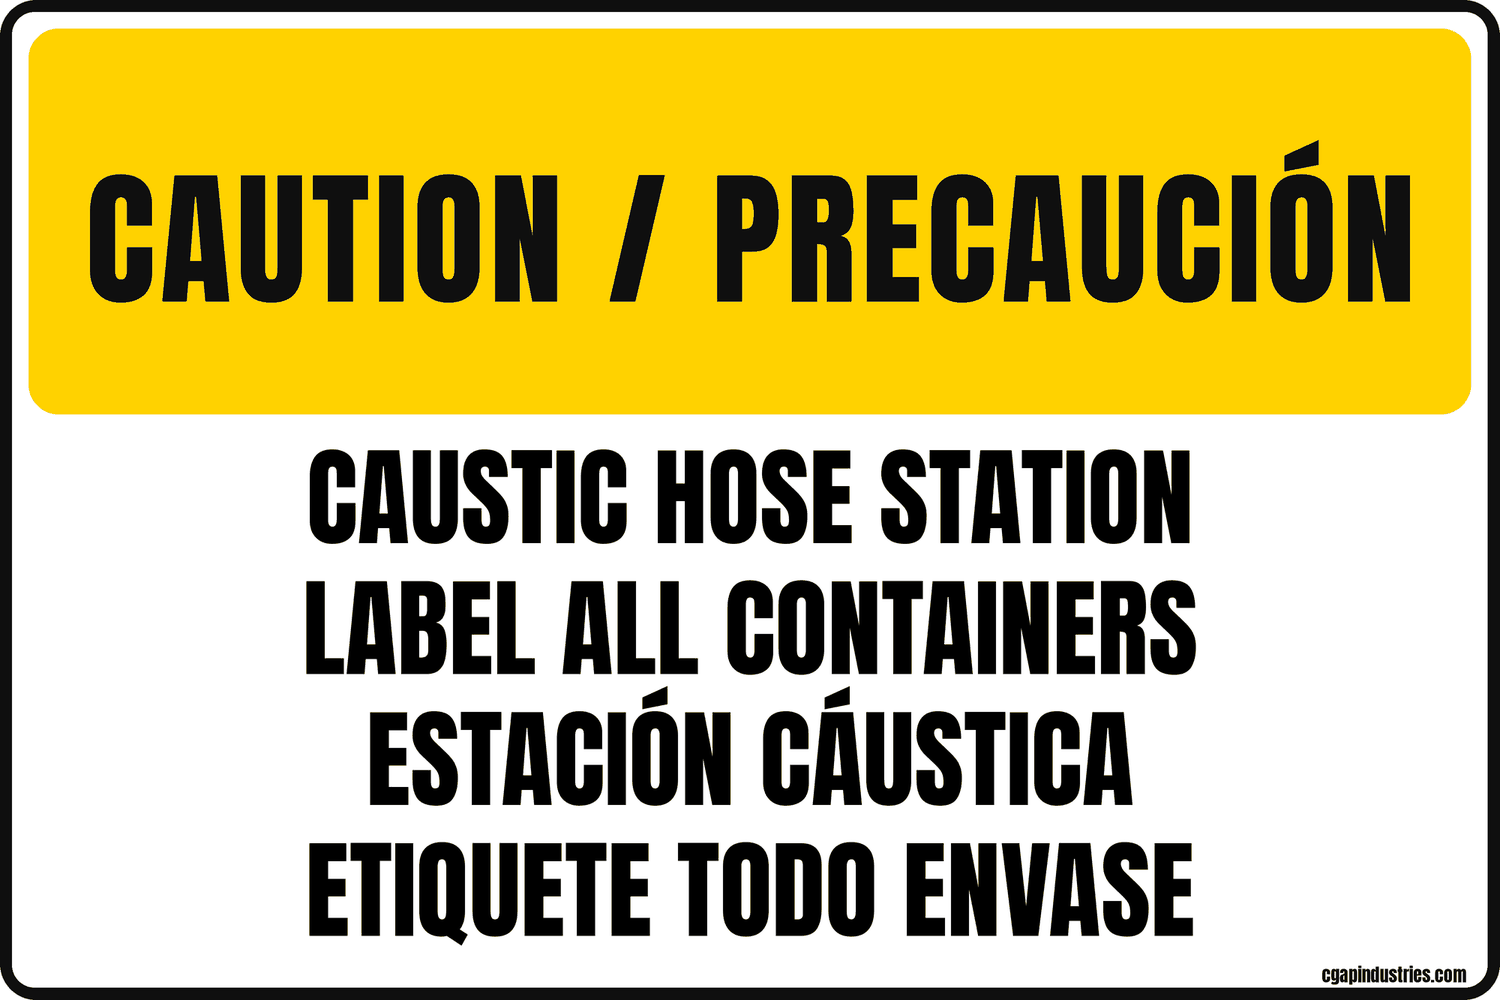 CAUTION / PRECAUCIÓN
CAUSTIC HOSE STATION
LABEL ALL CONTAINERS
ESTACIÓN CÁUSTICA
ETIQUETE TODO ENVASE
cgapindustries.com